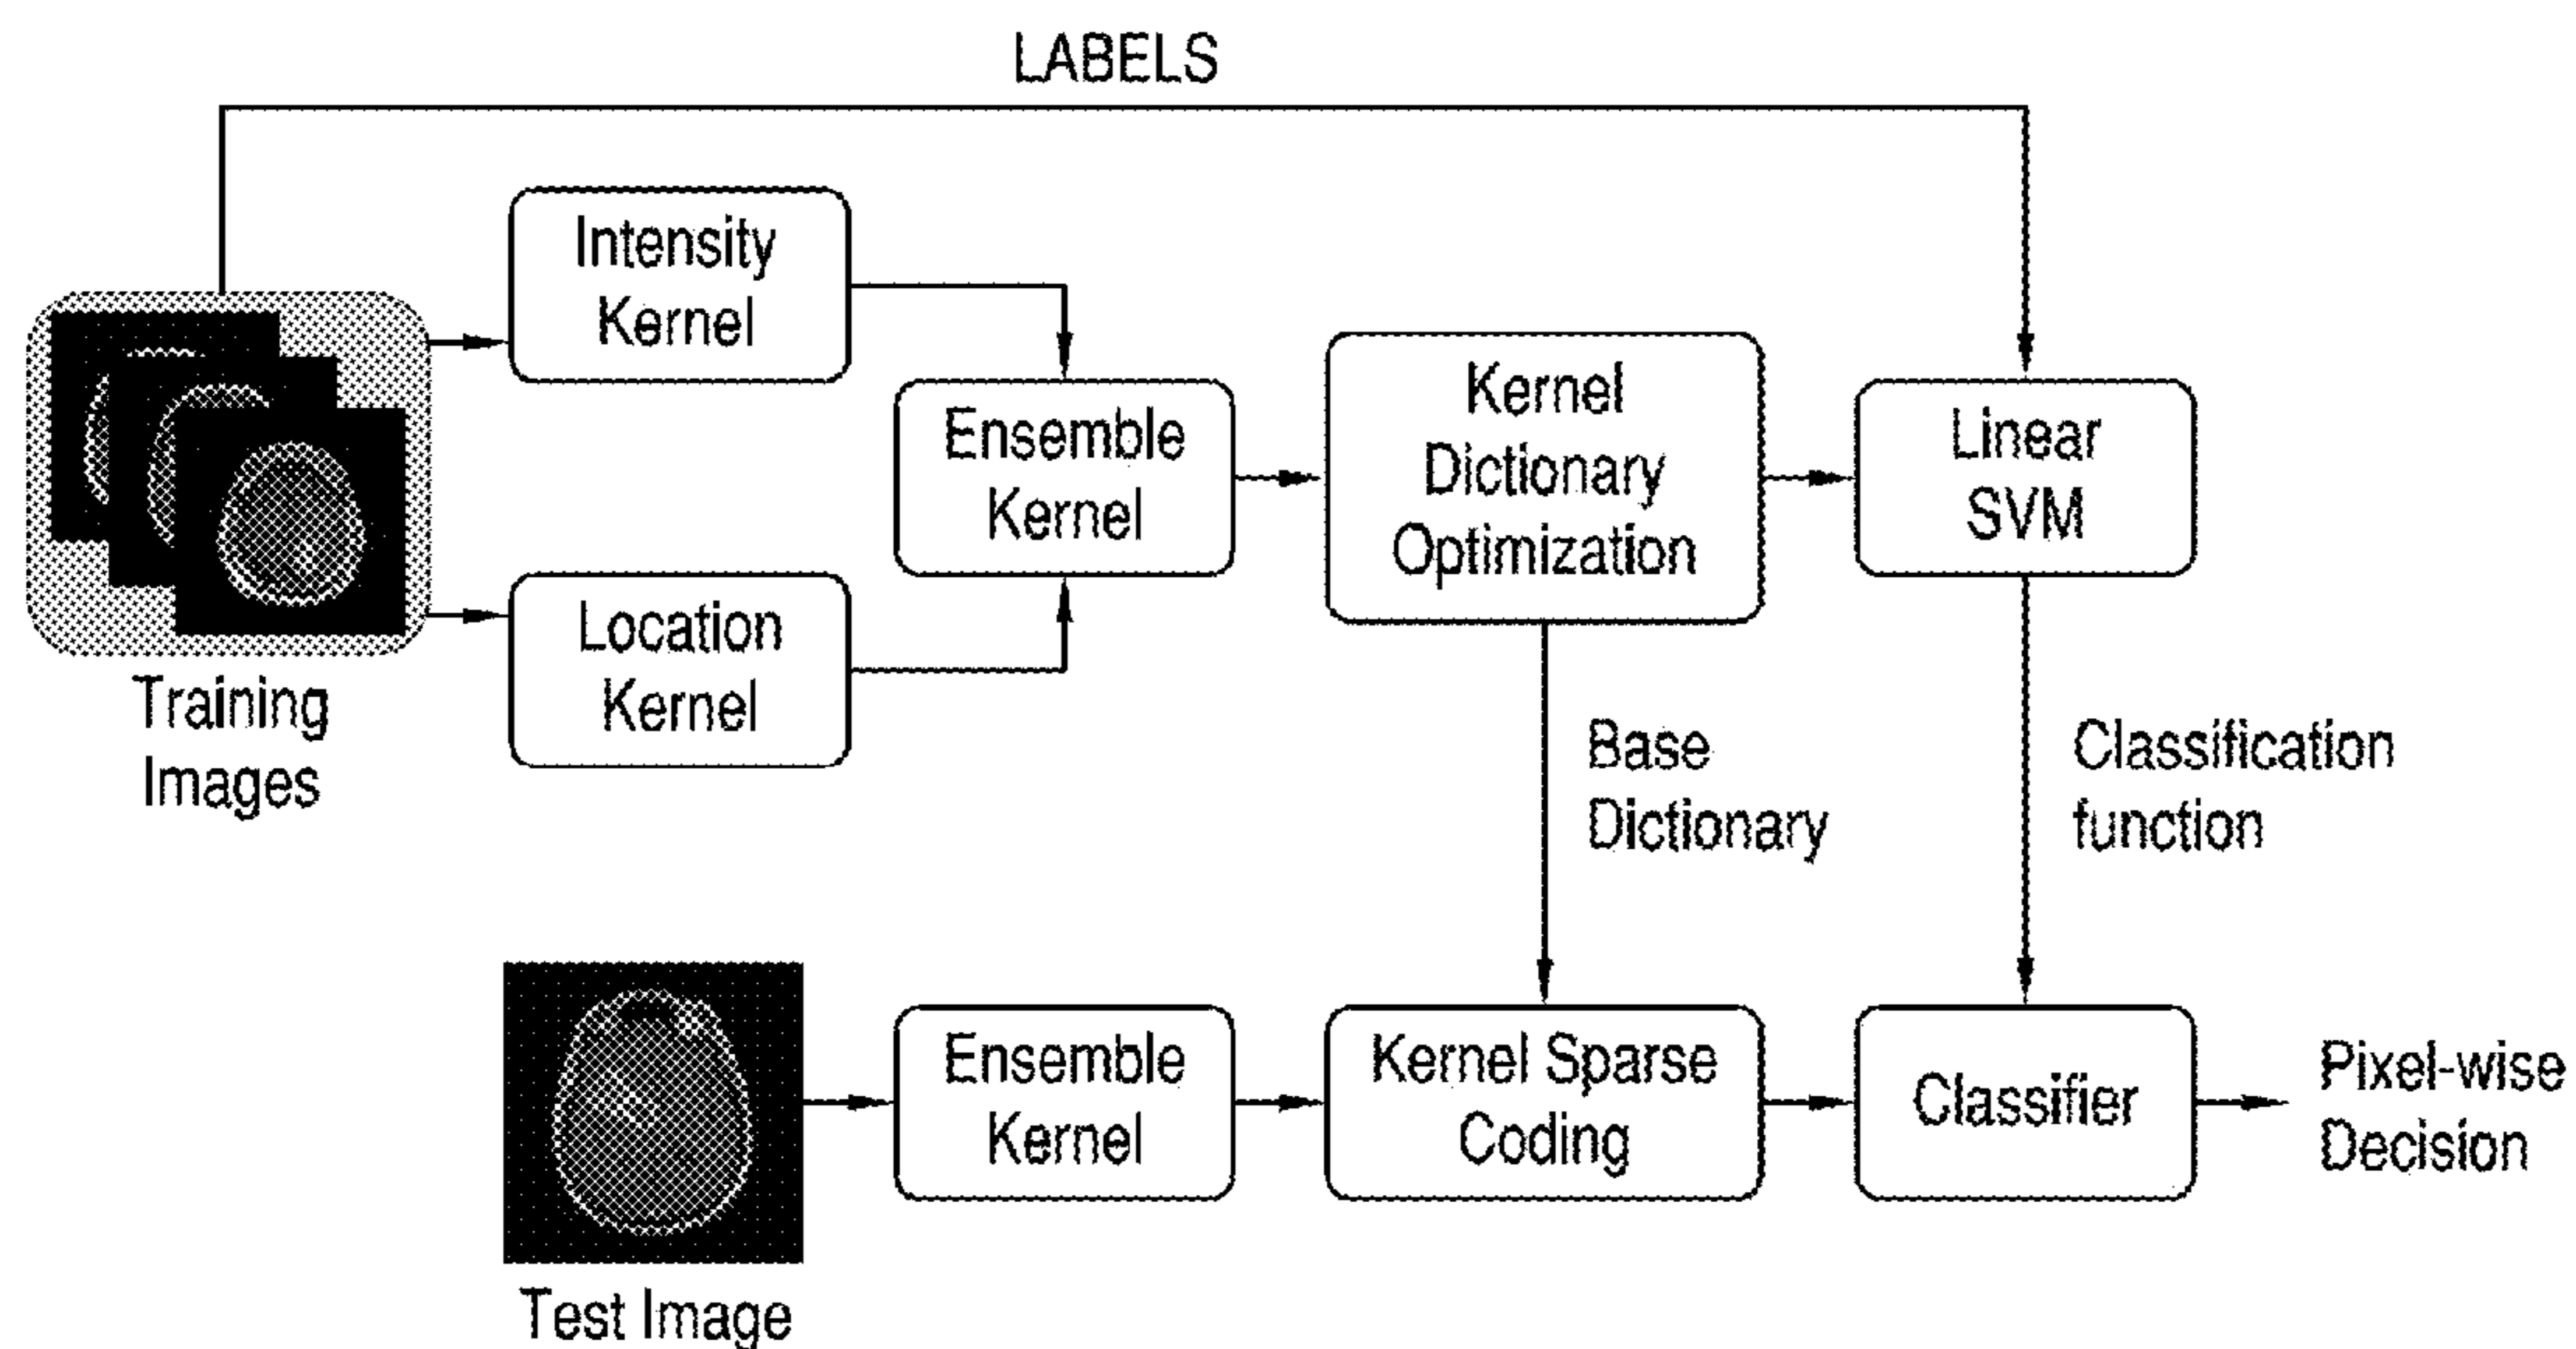 LABELS
Intensity
Kernel
Ensemble
Kernel
Kernel
Dictionary
Optimization
Linear
SVM
Location
Kernel
Training
Images
Base
Dictionary
Classification
function
Ensemble
Kernel
Kernel Sparse
Coding
Classifier
Pixel-wise
Decision
Test Image